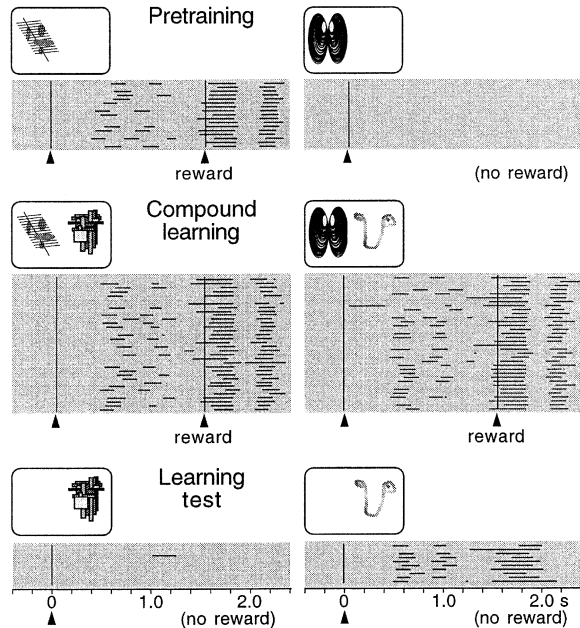 Pretraining
reward
(no reward)
Compound
learning
reward
reward
Learning
test
0 1.0 2.0
(no reward)
0 1.0 2.0 s
(no reward)